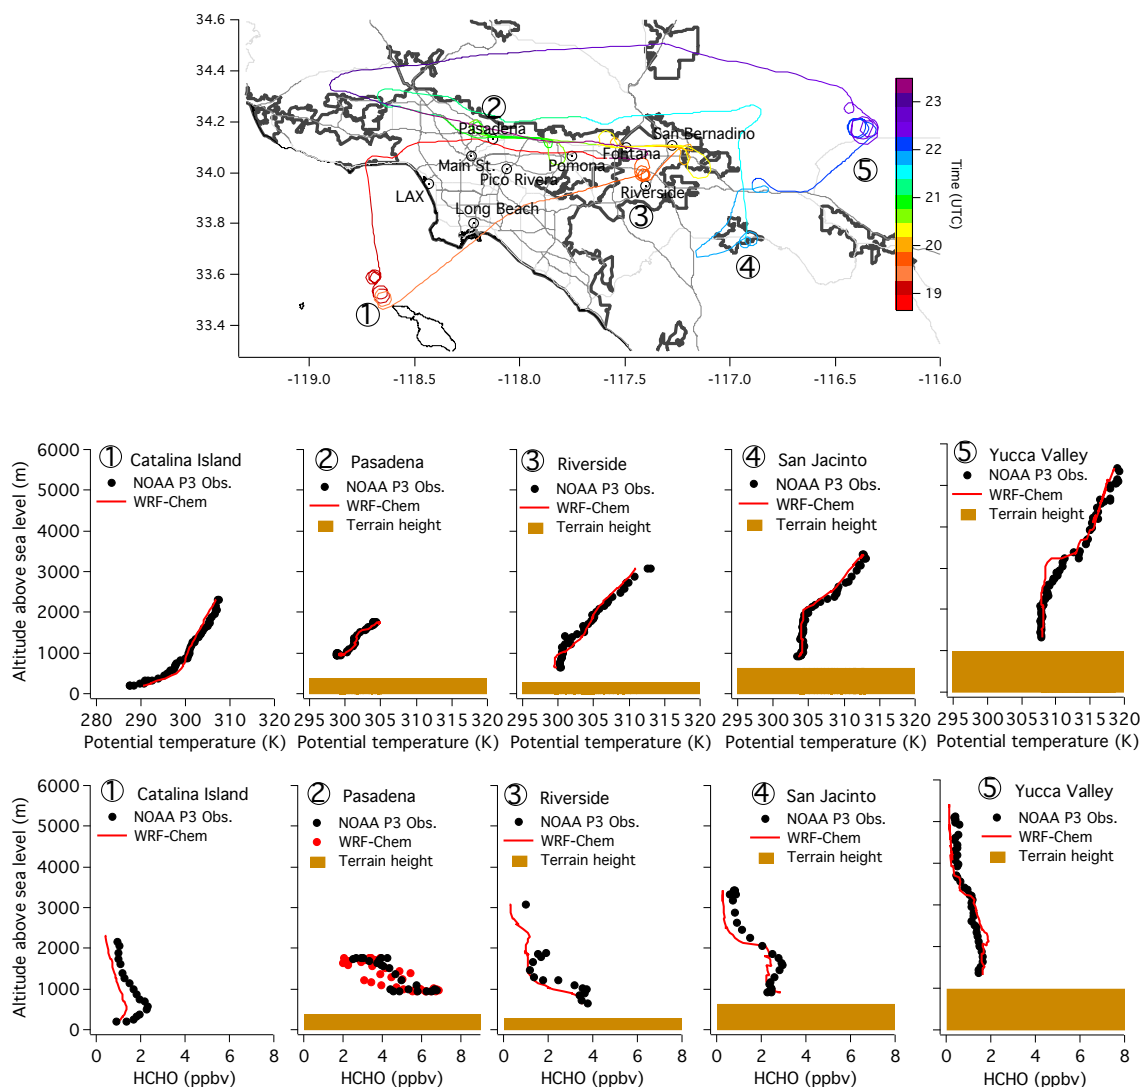 34.6
34.4
34.2
34.0
33.8
33.6
33.4
-119.0 -118.5 -118.0 -117.5 -117.0 -116.5 -116.0
2
Pasadena
San Bernadino
Main St.
Pico Rivera
Pomona
Fontana
LAX
Riverside
Long Beach
3
5
4
1
23
22
21
20
19
Time (UTC)
Altitude above sea level (m)
6000
5000
4000
3000
2000
1000
0
1 Catalina Island
NOAA P3 Obs.
WRF-Chem
280 290 300 310 320
Potential temperature (K)
2 Pasadena
NOAA P3 Obs.
WRF-Chem
Terrain height
295 300 305 310 315 320
Potential temperature (K)
3 Riverside
NOAA P3 Obs.
WRF-Chem
Terrain height
295 300 305 310 315 320
Potential temperature (K)
4 San Jacinto
NOAA P3 Obs.
WRF-Chem
Terrain height
295 300 305 310 315 320
Potential temperature (K)
5 Yucca Valley
NOAA P3 Obs.
WRF-Chem
Terrain height
295 300 305 310 315 320
Potential temperature (K)
Altitude above sea level (m)
6000
5000
4000
3000
2000
1000
0
1 Catalina Island
NOAA P3 Obs.
WRF-Chem
0 2 4 6 8
HCHO (ppbv)
2 Pasadena
NOAA P3 Obs.
WRF-Chem
Terrain height
0 2 4 6 8
HCHO (ppbv)
3 Riverside
NOAA P3 Obs.
WRF-Chem
Terrain height
0 2 4 6 8
HCHO (ppbv)
4 San Jacinto
NOAA P3 Obs.
WRF-Chem
Terrain height
0 2 4 6 8
HCHO (ppbv)
5 Yucca Valley
NOAA P3 Obs.
WRF-Chem
Terrain height
0 2 4 6 8
HCHO (ppbv)